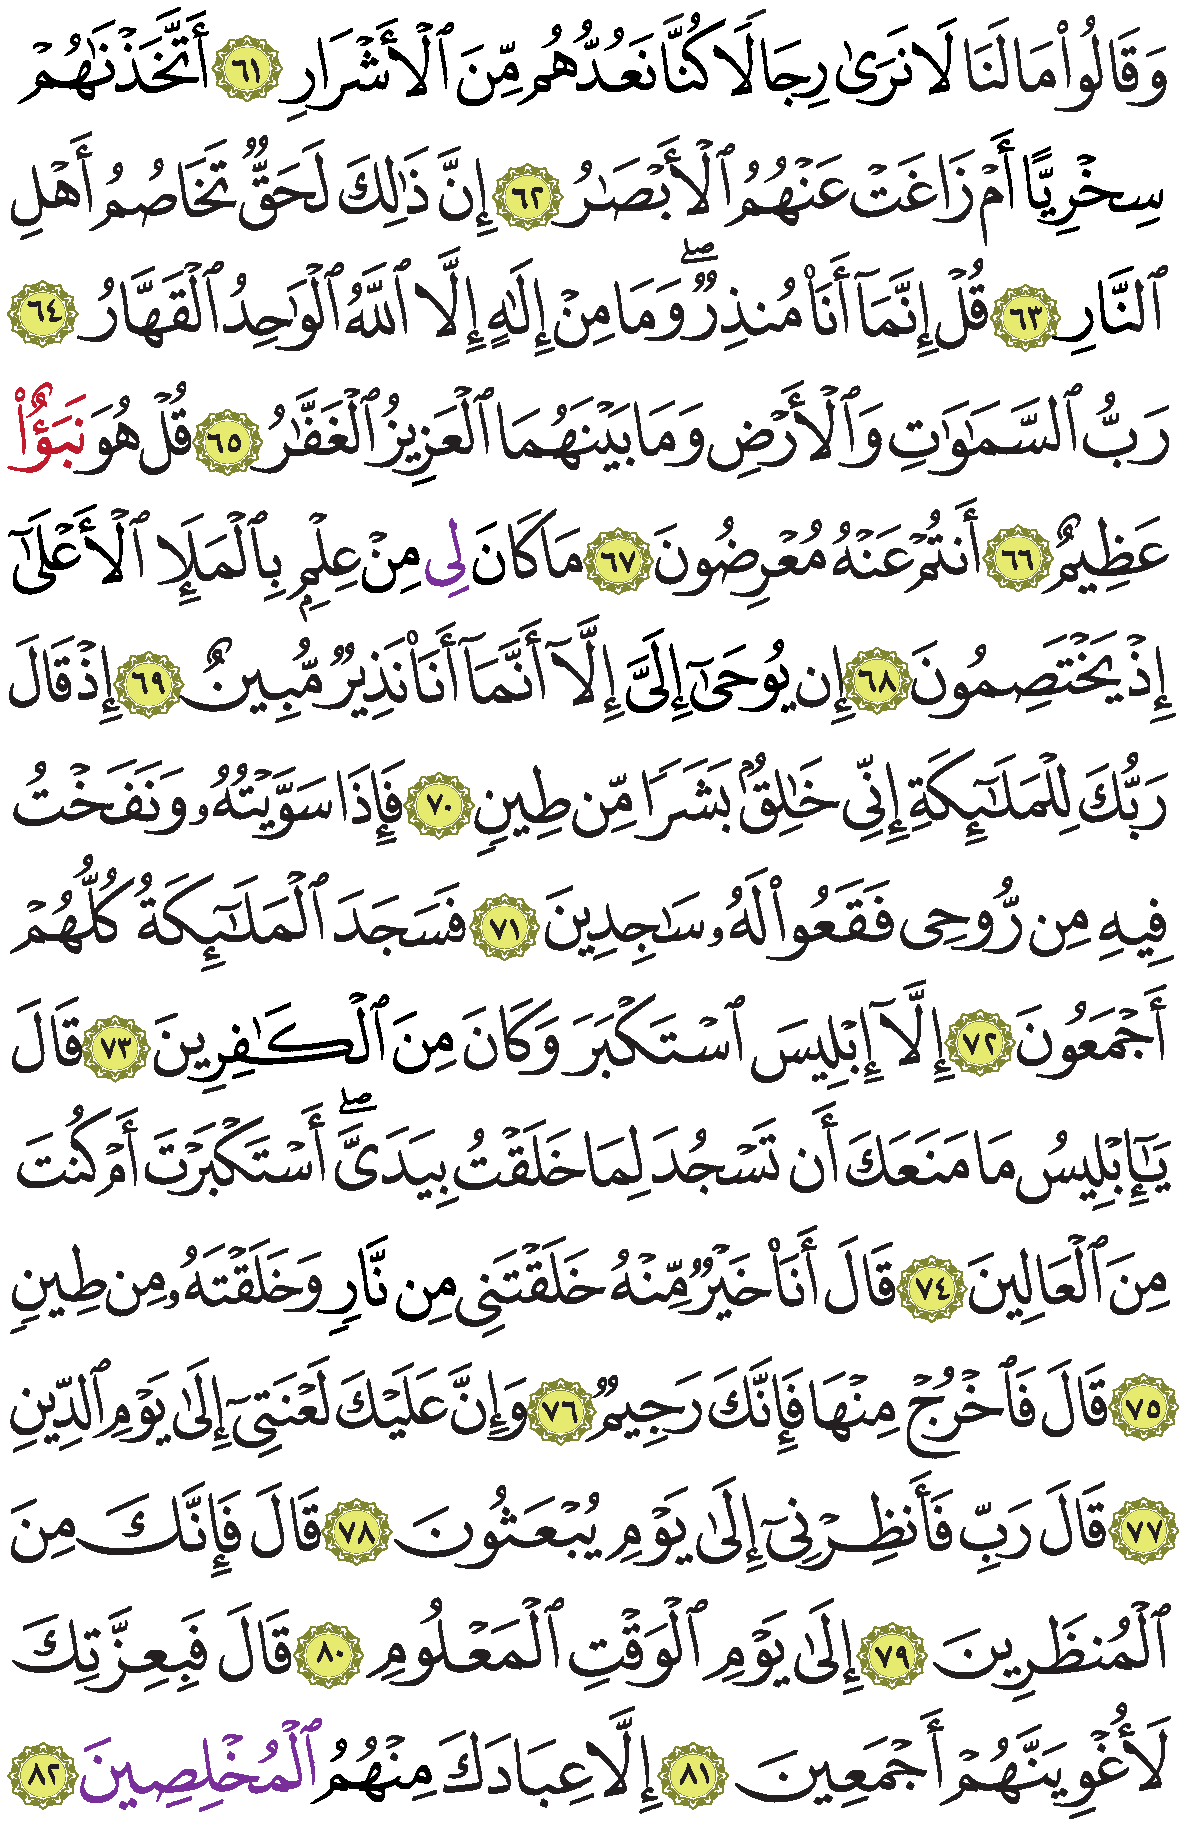 وَقَالُوا۟ مَا لَنَا لَا نَرَىٰ رِجَالًا كُنَّا نَعُدُّهُم مِّنَ ٱلْأَشْرَارِ ٦١ أَتَّخَذْنَٰهُمْ
سِخْرِيًّا أَمْ زَاغَتْ عَنْهُمُ ٱلْأَبْصَٰرُ ٦٢ إِنَّ ذَٰلِكَ لَحَقٌّ تَخَاصُمُ أَهْلِ
ٱلنَّارِ ٦٣ قُلْ إِنَّمَآ أَنَا۠ مُنذِرٌ ۖ وَمَا مِنْ إِلَٰهٍ إِلَّا ٱللَّهُ ٱلْوَٰحِدُ ٱلْقَهَّارُ ٦٤
رَبُّ ٱلسَّمَٰوَٰتِ وَٱلْأَرْضِ وَمَا بَيْنَهُمَا ٱلْعَزِيزُ ٱلْغَفَّٰرُ ٦٥ قُلْ هُوَ نَبَؤٌا۟
عَظِيمٌ ٦٦ أَنتُمْ عَنْهُ مُعْرِضُونَ ٦٧ مَا كَانَ لِى مِنْ عِلْمٍۭ بِٱلْمَلَإِ ٱلْأَعْلَىٰٓ
إِذْ يَخْتَصِمُونَ ٦٨ إِن يُوحَىٰٓ إِلَىَّ إِلَّآ أَنَّمَآ أَنَا۠ نَذِيرٌ مُّبِينٌ ٦٩ إِذْ قَالَ
رَبُّكَ لِلْمَلَٰٓئِكَةِ إِنِّى خَٰلِقٌۢ بَشَرًا مِّن طِينٍ ٧٠ فَإِذَا سَوَّيْتُهُۥ وَنَفَخْتُ
فِيهِ مِن رُّوحِى فَقَعُوا۟ لَهُۥ سَٰجِدِينَ ٧١ فَسَجَدَ ٱلْمَلَٰٓئِكَةُ كُلُّهُمْ
أَجْمَعُونَ ٧٢ إِلَّآ إِبْلِيسَ ٱسْتَكْبَرَ وَكَانَ مِنَ ٱلْكَٰفِرِينَ ٧٣ قَالَ
يَٰٓإِبْلِيسُ مَا مَنَعَكَ أَن تَسْجُدَ لِمَا خَلَقْتُ بِيَدَىَّ ۖ أَسْتَكْبَرْتَ أَمْ كُنتَ
مِنَ ٱلْعَالِينَ ٧٤ قَالَ أَنَا۠ خَيْرٌ مِّنْهُ خَلَقْتَنِى مِن نَّارٍ وَخَلَقْتَهُۥ مِن طِينٍ
٧٥ قَالَ فَٱخْرُجْ مِنْهَا فَإِنَّكَ رَجِيمٌ ٧٦ وَإِنَّ عَلَيْكَ لَعْنَتِىٓ إِلَىٰ يَوْمِ ٱلدِّينِ
٧٧ قَالَ رَبِّ فَأَنظِرْنِىٓ إِلَىٰ يَوْمِ يُبْعَثُونَ ٧٨ قَالَ فَإِنَّكَ مِنَ
ٱلْمُنظَرِينَ ٧٩ إِلَىٰ يَوْمِ ٱلْوَقْتِ ٱلْمَعْلُومِ ٨٠ قَالَ فَبِعِزَّتِكَ
لَأُغْوِيَنَّهُمْ أَجْمَعِينَ ٨١ إِلَّا عِبَادَكَ مِنْهُمُ ٱلْمُخْلِصِينَ ٨٢